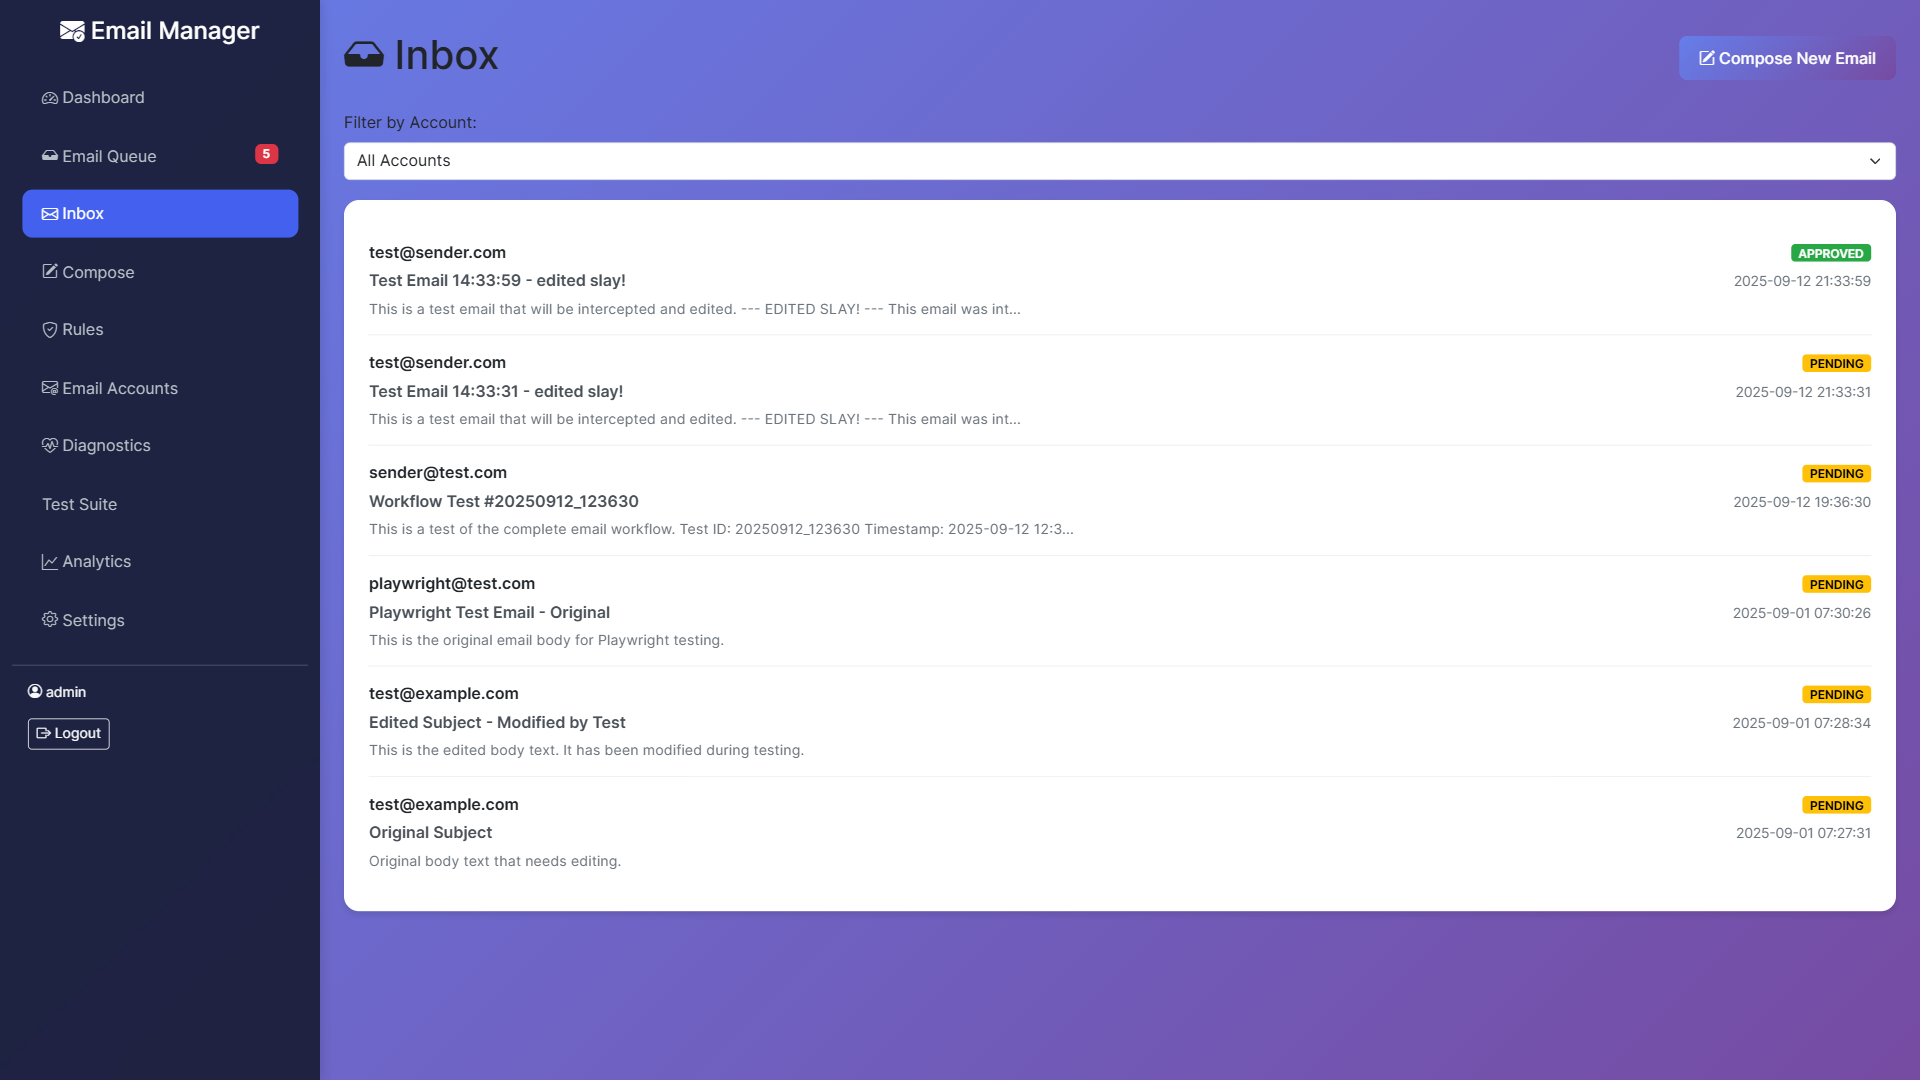 Email Manager
Dashboard
Email Queue 5
Inbox
Compose
Rules
Email Accounts
Diagnostics
Test Suite
Analytics
Settings
admin
Logout
Inbox
Compose New Email
Filter by Account:
All Accounts
test@sender.com APPROVED
Test Email 14:33:59 - edited slay! 2025-09-12 21:33:59
This is a test email that will be intercepted and edited. --- EDITED SLAY! --- This email was int...
test@sender.com PENDING
Test Email 14:33:31 - edited slay! 2025-09-12 21:33:31
This is a test email that will be intercepted and edited. --- EDITED SLAY! --- This email was int...
sender@test.com PENDING
Workflow Test #20250912_123630 2025-09-12 19:36:30
This is a test of the complete email workflow. Test ID: 20250912_123630 Timestamp: 2025-09-12 12:3...
playwright@test.com PENDING
Playwright Test Email - Original 2025-09-01 07:30:26
This is the original email body for Playwright testing.
test@example.com PENDING
Edited Subject - Modified by Test 2025-09-01 07:28:34
This is the edited body text. It has been modified during testing.
test@example.com PENDING
Original Subject 2025-09-01 07:27:31
Original body text that needs editing.